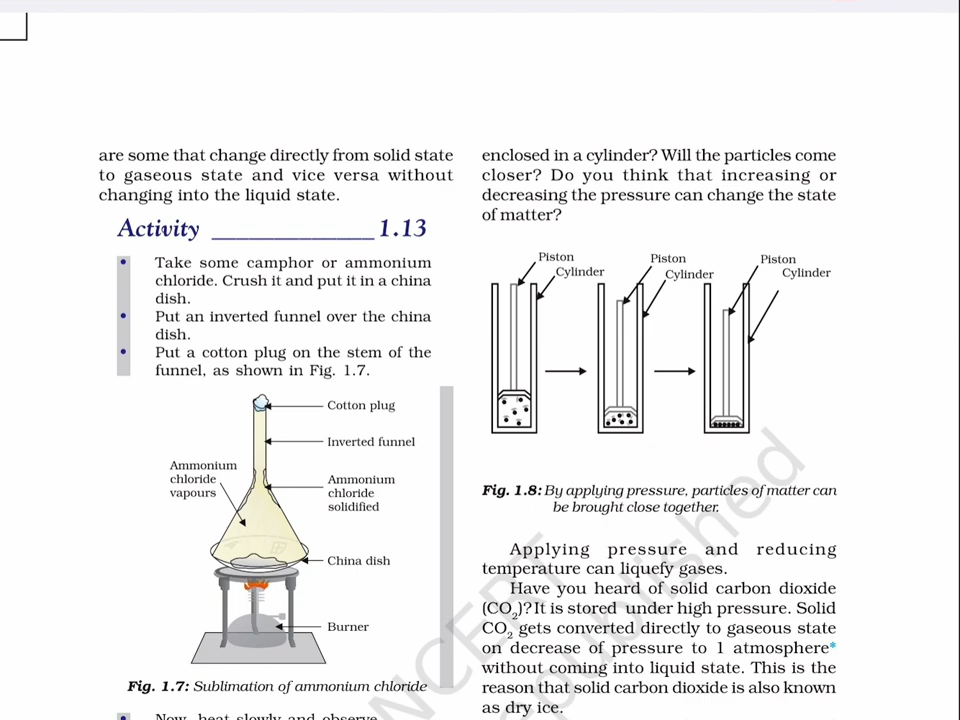 are some that change directly from solid state
to gaseous state and vice versa without
changing into the liquid state.
Activity _____________ 1.13
• Take some camphor or ammonium
chloride. Crush it and put it in a china
dish.
• Put an inverted funnel over the china
dish.
• Put a cotton plug on the stem of the
funnel, as shown in Fig. 1.7.
Cotton plug
Inverted funnel
Ammonium
chloride
vapours
Ammonium
chloride
solidified
China dish
Burner
Fig. 1.7: Sublimation of ammonium chloride
• Now, heat slowly and observe.
enclosed in a cylinder? Will the particles come
closer? Do you think that increasing or
decreasing the pressure can change the state
of matter?
Piston
Cylinder
Piston
Cylinder
Piston
Cylinder
Fig. 1.8: By applying pressure, particles of matter can
be brought close together.
Applying pressure and reducing
temperature can liquefy gases.
Have you heard of solid carbon dioxide
(CO₂)? It is stored under high pressure. Solid
CO₂ gets converted directly to gaseous state
on decrease of pressure to 1 atmosphere*
without coming into liquid state. This is the
reason that solid carbon dioxide is also known
as dry ice.
NCERT
republished